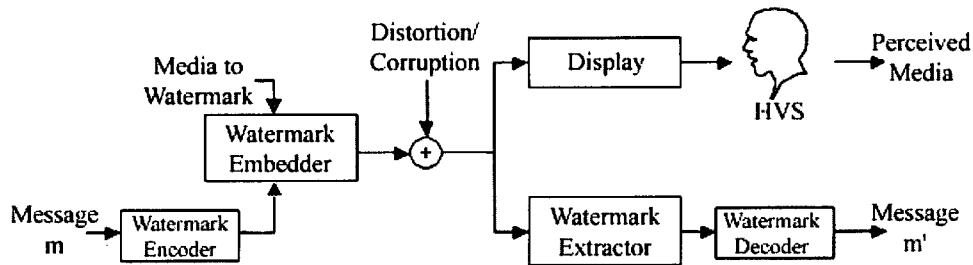 Media to
Watermark
Distortion/
Corruption
Message
m
Watermark
Encoder
Watermark
Embedder
+
Display
HVS
Perceived
Media
Watermark
Extractor
Watermark
Decoder
Message
m'